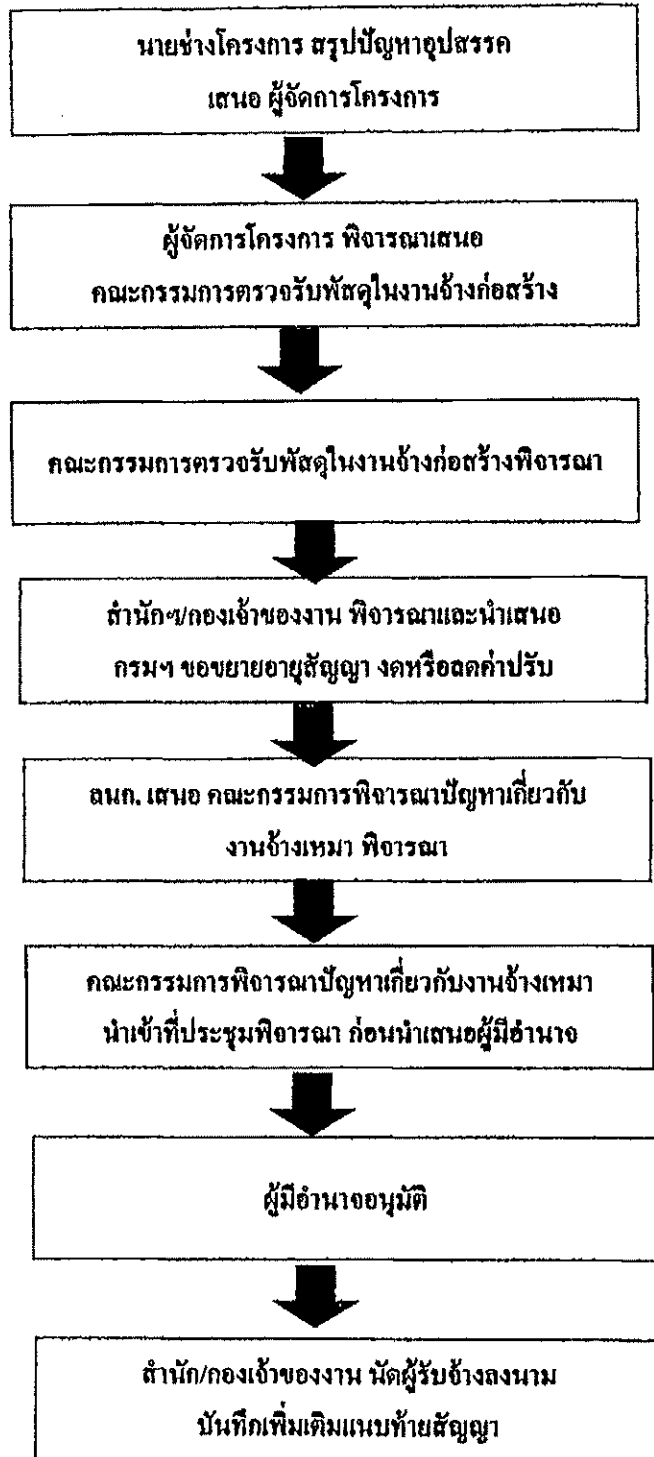 นายช่างโครงการ สรุปปัญหาอุปสรรค
เสนอ ผู้จัดการโครงการ
ผู้จัดการโครงการ พิจารณาเสนอ
คณะกรรมการตรวจรับพัสดุในงานจ้างก่อสร้าง
คณะกรรมการตรวจรับพัสดุในงานจ้างก่อสร้างพิจารณา
สำนักฯ/กองเจ้าของงาน พิจารณาและนำเสนอ
กรมฯ ขอขยายอายุสัญญา งดหรือลดค่าปรับ
ลนก. เสนอ คณะกรรมการพิจารณาปัญหาเกี่ยวกับ
งานจ้างเหมา พิจารณา
คณะกรรมการพิจารณาปัญหาเกี่ยวกับงานจ้างเหมา
นำเข้าที่ประชุมพิจารณา ก่อนนำเสนอผู้มีอำนาจ
ผู้มีอำนาจอนุมัติ
สำนัก/กองเจ้าของงาน นัดผู้รับจ้างลงนาม
บันทึกเพิ่มเติมแนบท้ายสัญญา